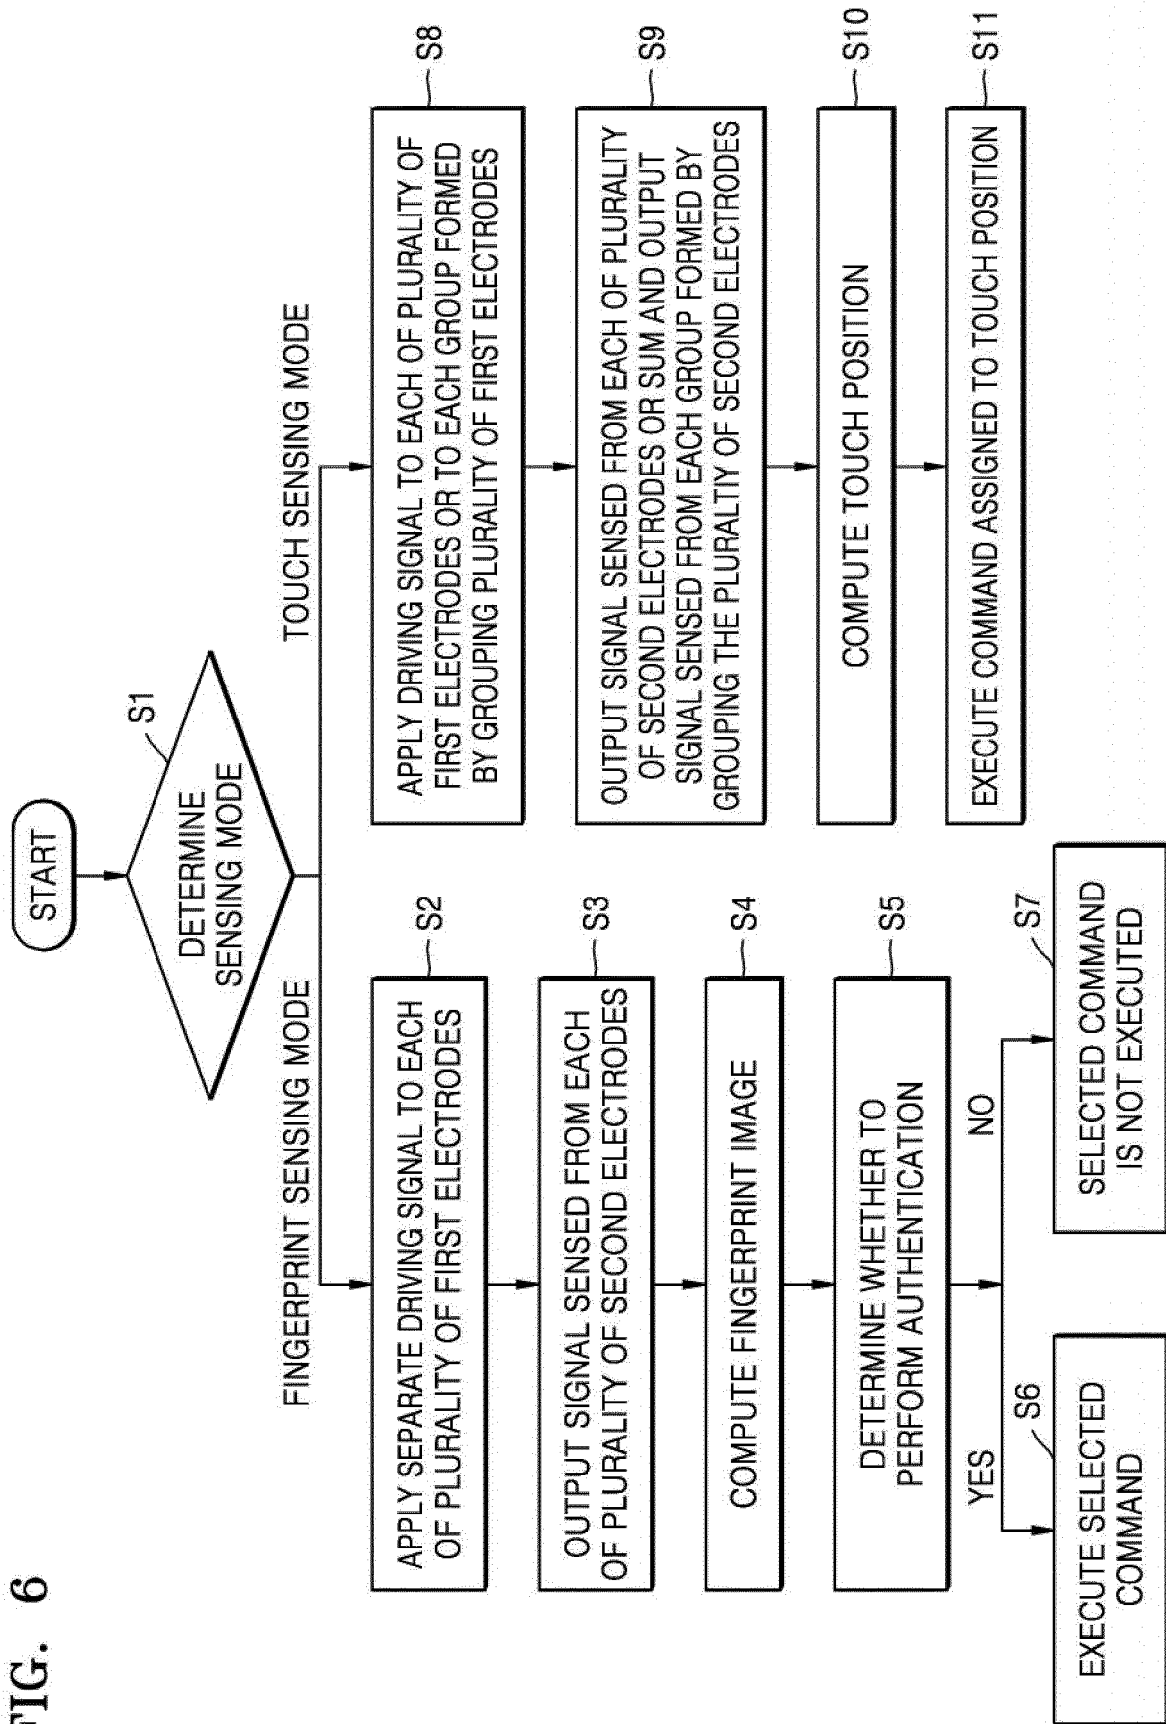 FIG. 6
START
DETERMINE
SENSING MODE
S1
FINGERPRINT SENSING MODE
TOUCH SENSING MODE
APPLY SEPARATE DRIVING SIGNAL TO EACH
OF PLURALITY OF FIRST ELECTRODES
S2
OUTPUT SIGNAL SENSED FROM EACH
OF PLURALITY OF SECOND ELECTRODES
S3
COMPUTE FINGERPRINT IMAGE
S4
DETERMINE WHETHER TO
PERFORM AUTHENTICATION
S5
YES
NO
EXECUTE SELECTED
COMMAND
S6
SELECTED COMMAND
IS NOT EXECUTED
S7
APPLY DRIVING SIGNAL TO EACH OF PLURALITY OF
FIRST ELECTRODES OR TO EACH GROUP FORMED
BY GROUPING PLURALITY OF FIRST ELECTRODES
S8
OUTPUT SIGNAL SENSED FROM EACH OF PLURALITY
OF SECOND ELECTRODES OR SUM AND OUTPUT
SIGNAL SENSED FROM EACH GROUP FORMED BY
GROUPING THE PLURALTIY OF SECOND ELECTRODES
S9
COMPUTE TOUCH POSITION
S10
EXECUTE COMMAND ASSIGNED TO TOUCH POSITION
S11